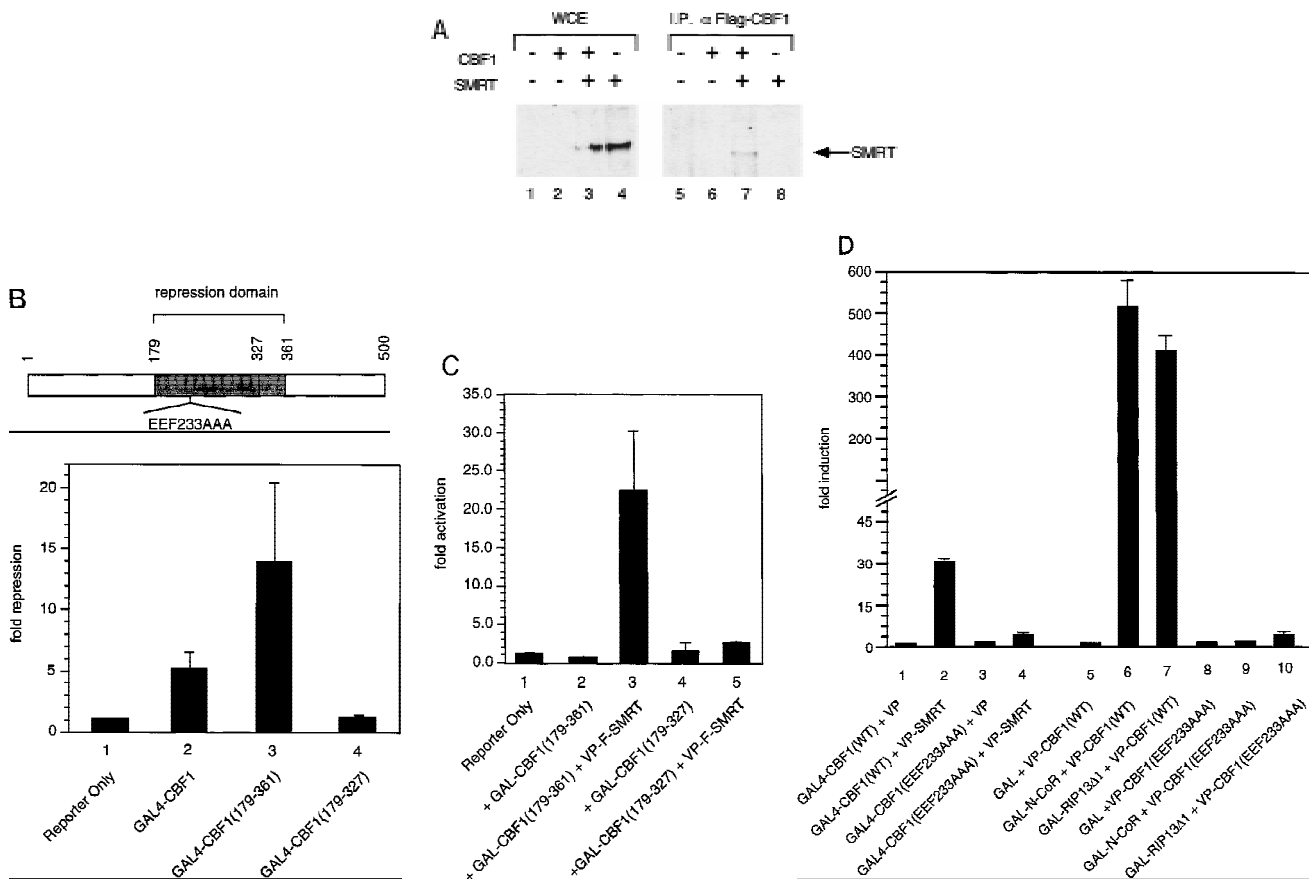 A
WCE
I.P. α Flag-CBF1
CBF1 - + + - - + + -
SMRT - - + + - - + +
SMRT
1 2 3 4 5 6 7 8
B
repression domain
1 179 327 361 500
EEF233AAA
fold repression
20
15
10
5
0
1 2 3 4
Reporter Only
GAL4-CBF1
GAL4-CBF1(179-361)
GAL4-CBF1(179-327)
C
fold activation
35.0
30.0
25.0
20.0
15.0
10.0
5.0
0.0
1 2 3 4 5
Reporter Only
+ GAL-CBF1(179-361)
+ GAL-CBF1(179-361) + VP-F-SMRT
+ GAL-CBF1(179-327)
+GAL-CBF1(179-327) + VP-F-SMRT
D
fold induction
600
500
400
300
200
45
30
15
0
1 2 3 4 5 6 7 8 9 10
GAL4-CBF1(WT) + VP
GAL4-CBF1(WT) + VP-SMRT
GAL4-CBF1(EEF233AAA) + VP
GAL4-CBF1(EEF233AAA) + VP-SMRT
GAL + VP-CBF1(WT)
GAL-N-CoR + VP-CBF1(WT)
GAL-RIP13Δ1 + VP-CBF1(WT)
GAL +VP-CBF1(EEF233AAA)
GAL-N-CoR + VP-CBF1(EEF233AAA)
GAL-RIP13Δ1 + VP-CBF1(EEF233AAA)